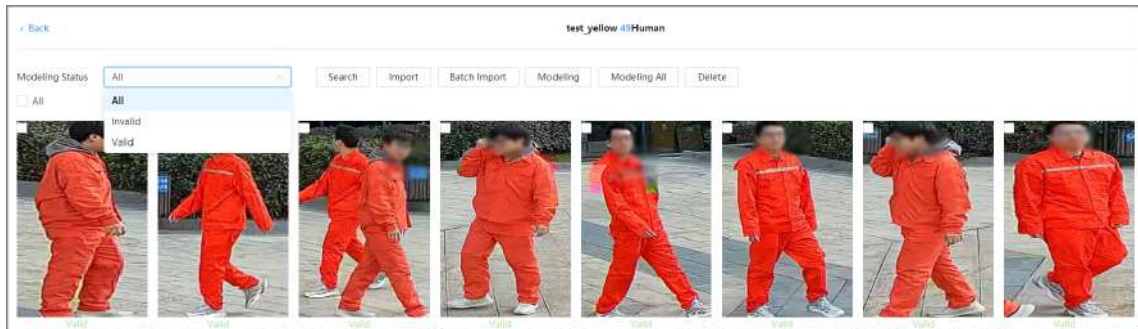 ‹ Back
test_yellow 49Human
Modeling Status All Search Import Batch Import Modeling Modeling All Delete
All
All
Invalid
Valid
Valid Valid Valid Valid Valid Valid Valid Valid